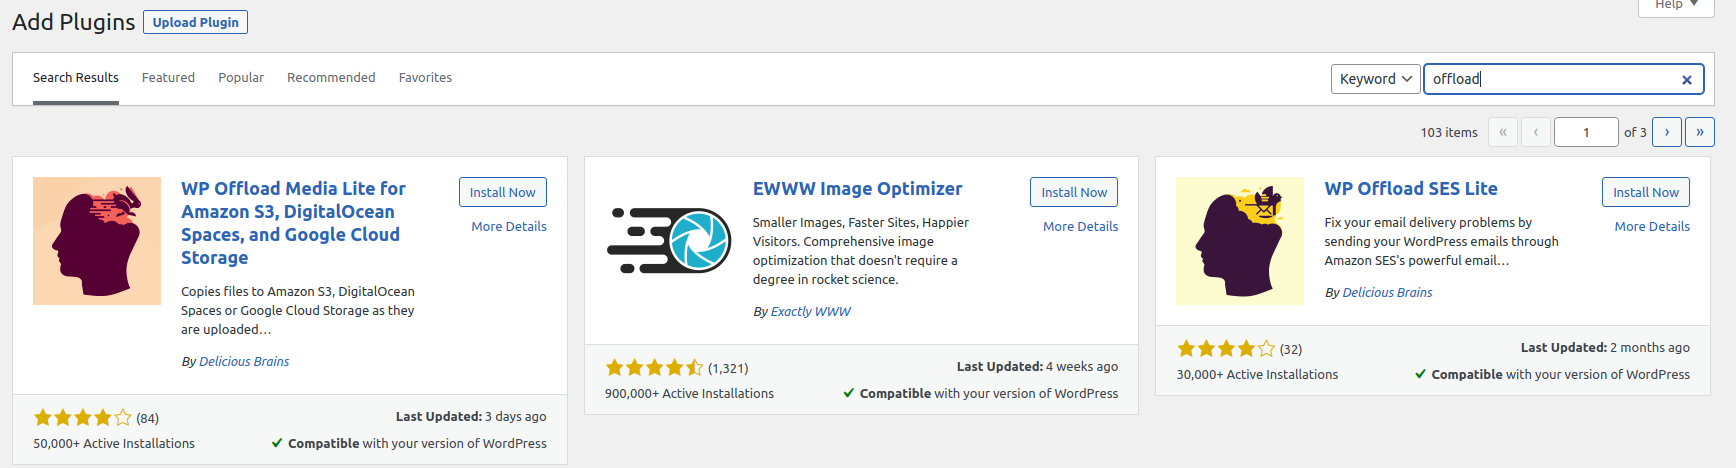 Help
Add Plugins Upload Plugin
Search Results Featured Popular Recommended Favorites Keyword offload
103 items « ‹ 1 of 3 › »
WP Offload Media Lite for
Amazon S3, DigitalOcean
Spaces, and Google Cloud
Storage
Install Now
More Details
Copies files to Amazon S3, DigitalOcean
Spaces or Google Cloud Storage as they
are uploaded…
By Delicious Brains
(84)
Last Updated: 3 days ago
50,000+ Active Installations
Compatible with your version of WordPress
EWWW Image Optimizer
Install Now
More Details
Smaller Images, Faster Sites, Happier
Visitors. Comprehensive image
optimization that doesn't require a
degree in rocket science.
By Exactly WWW
(1,321)
Last Updated: 4 weeks ago
900,000+ Active Installations
Compatible with your version of WordPress
WP Offload SES Lite
Install Now
More Details
Fix your email delivery problems by
sending your WordPress emails through
Amazon SES's powerful email…
By Delicious Brains
(32)
Last Updated: 2 months ago
30,000+ Active Installations
Compatible with your version of WordPress